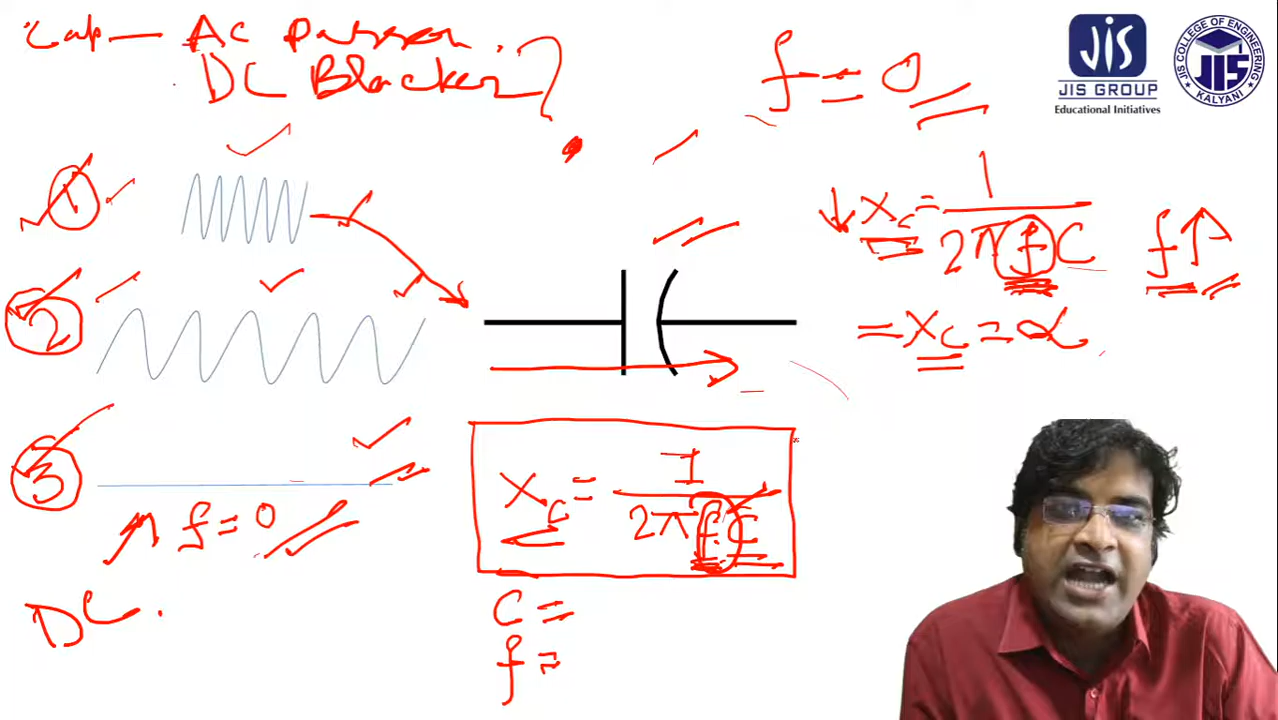 Cap — AC Passer.
DC Blocker ?
f = 0
JIS
JIS GROUP
Educational Initiatives
JIS COLLEGE OF ENGINEERING
JIS
KALYANI
1
↓ Xc = 1 / 2πfC
f ↑
2
= Xc = α
3
f = 0
Xc = 1 / 2πfC
DC.
C =
f =